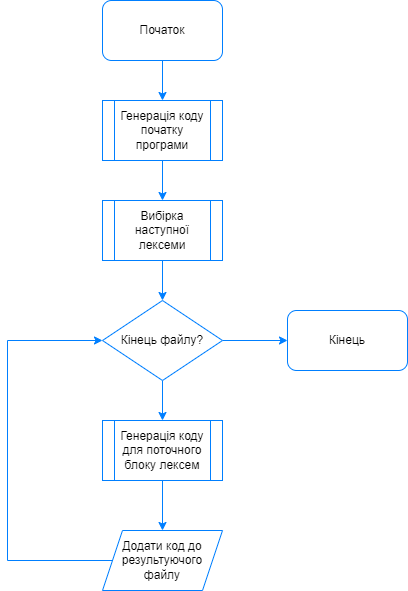 Початок
Генерація коду
початку
програми
Вибірка
наступної
лексеми
Кінець файлу?
Кінець
Генерація коду
для поточного
блоку лексем
Додати код до
результуючого
файлу